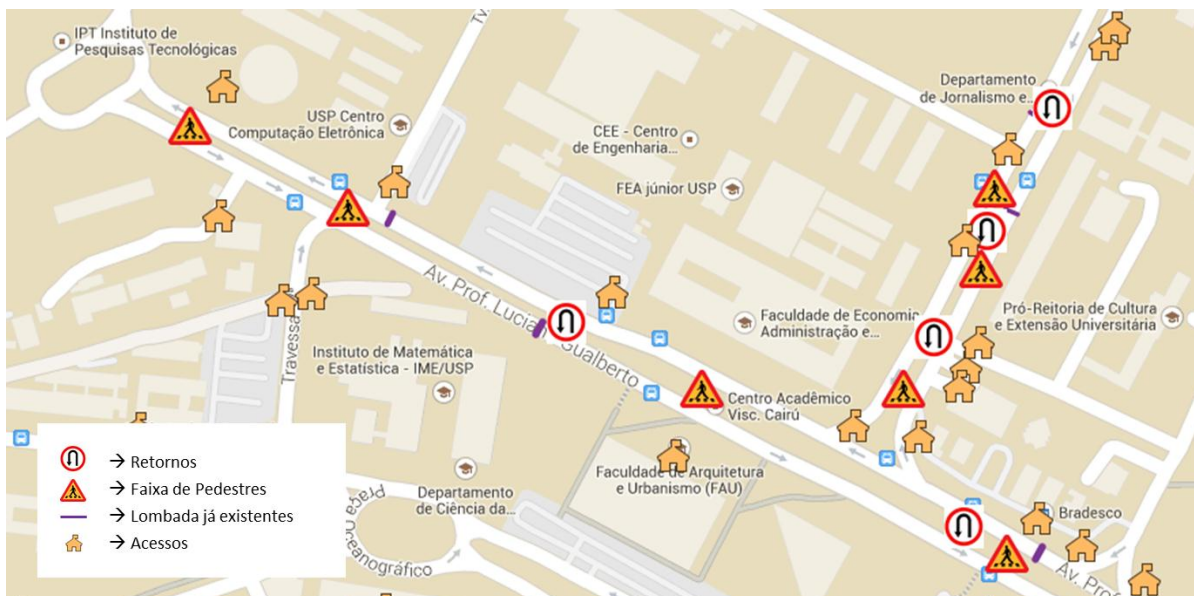 IPT Instituto de
Pesquisas Tecnológicas
USP Centro
Computação Eletrônica
CEE - Centro
de Engenharia...
FEA júnior USP
Departamento
de Jornalismo e...
Av. Prof. Luciano Gualberto
Faculdade de Economia,
Administração e...
Pró-Reitoria de Cultura
e Extensão Universitária
Instituto de Matemática
e Estatística - IME/USP
Travessa
Centro Acadêmico
Visc. Cairú
Faculdade de Arquitetura
e Urbanismo (FAU)
Departamento
de Ciência da...
Praça
Oceanográfico
Bradesco
Av. Prof
→ Retornos
→ Faixa de Pedestres
→ Lombada já existentes
→ Acessos